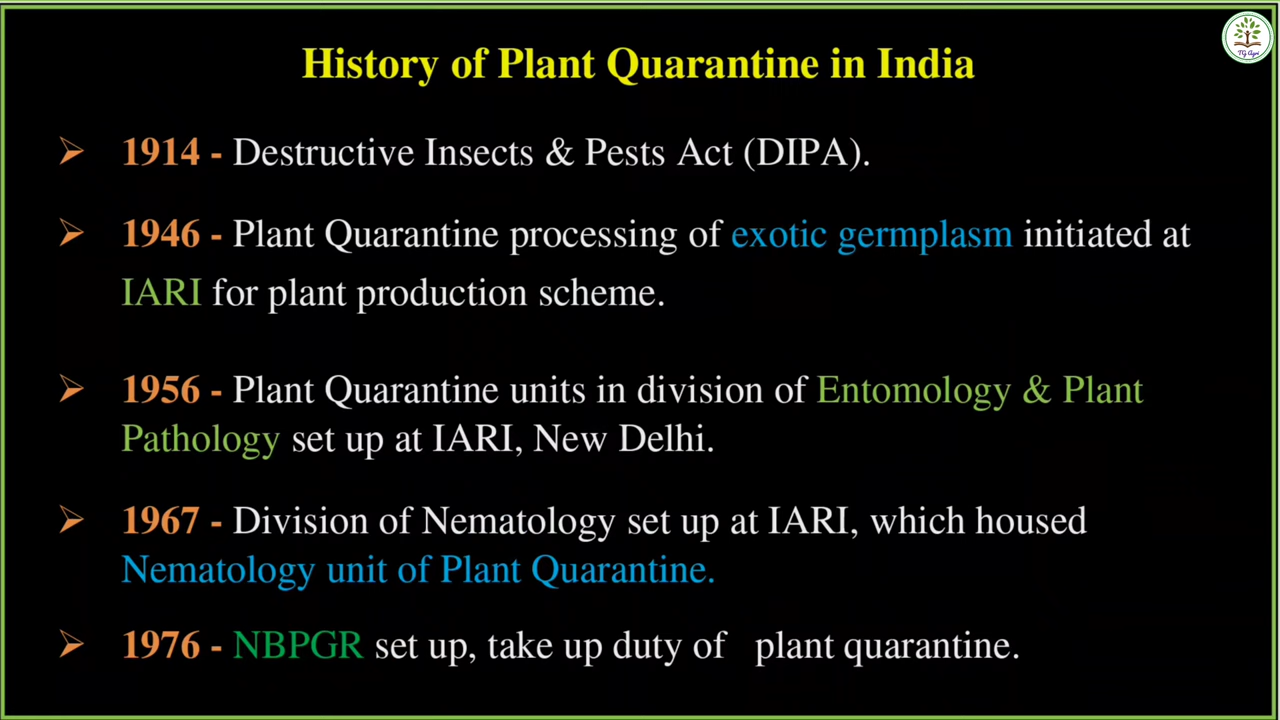 History of Plant Quarantine in India
TG Agri
➢ 1914 - Destructive Insects & Pests Act (DIPA).
➢ 1946 - Plant Quarantine processing of exotic germplasm initiated at
IARI for plant production scheme.
➢ 1956 - Plant Quarantine units in division of Entomology & Plant
Pathology set up at IARI, New Delhi.
➢ 1967 - Division of Nematology set up at IARI, which housed
Nematology unit of Plant Quarantine.
➢ 1976 - NBPGR set up, take up duty of   plant quarantine.